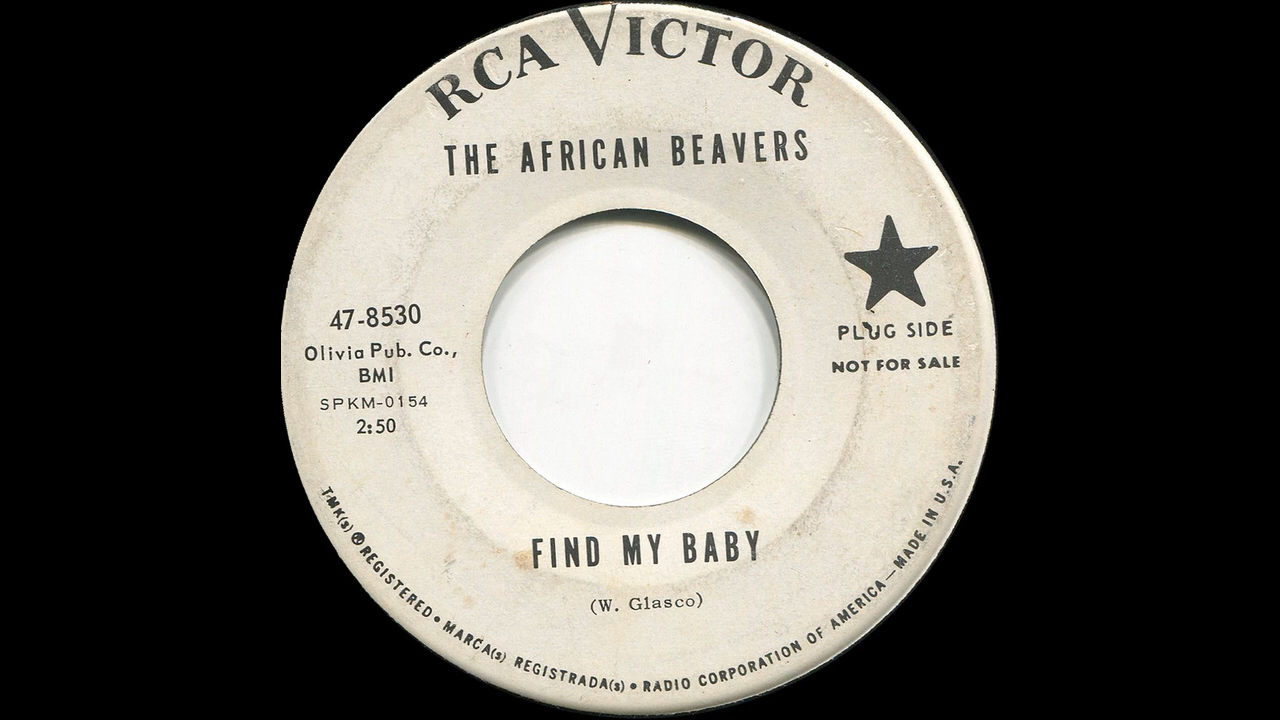 RCA VICTOR
THE AFRICAN BEAVERS
47-8530
Olivia Pub. Co.,
BMI
SPKM-0154
2:50
PLUG SIDE
NOT FOR SALE
FIND MY BABY
(W. Glasco)
TMK(s) ® REGISTERED • MARCA(s) REGISTRADA(s) • RADIO CORPORATION OF AMERICA — MADE IN U.S.A.